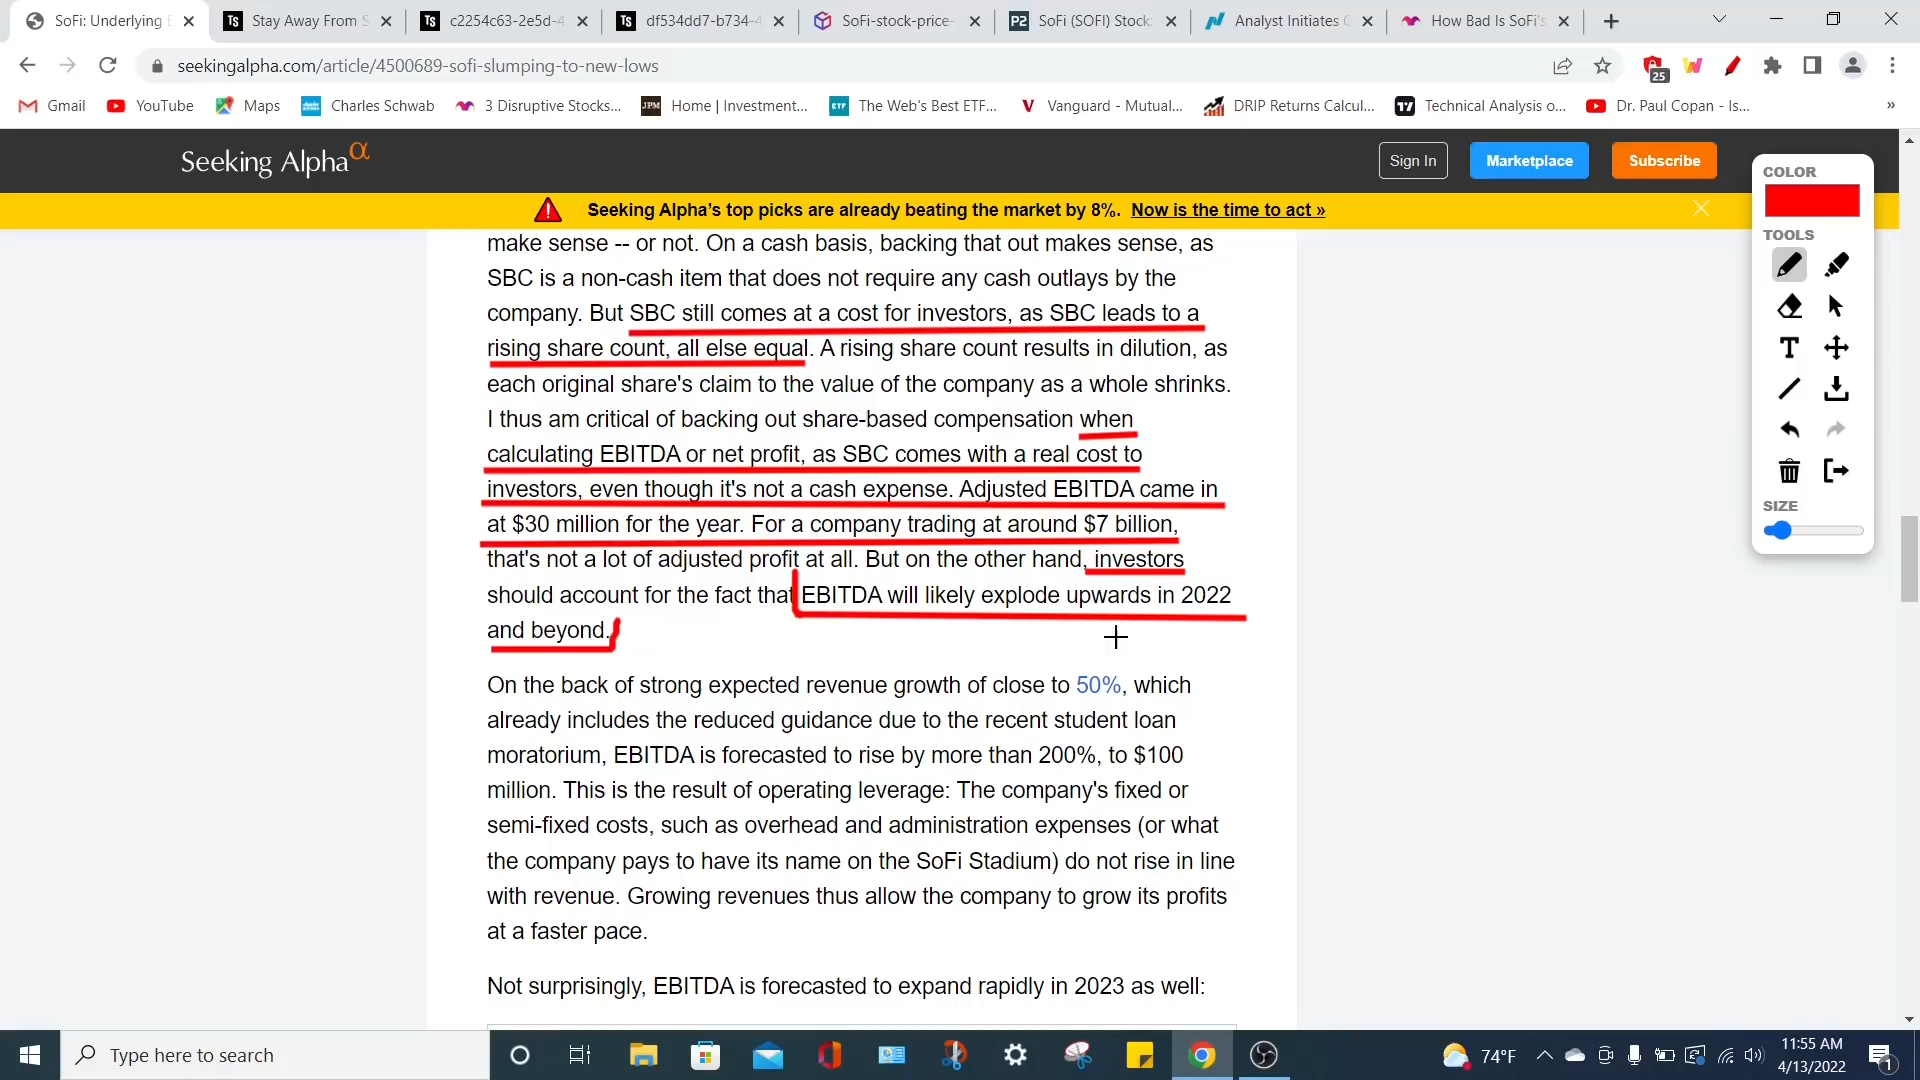 SoFi: Underlying
Stay Away From S
c2254c63-2e5d-4
df534dd7-b734-4
SoFi-stock-price-
SoFi (SOFI) Stock
Analyst Initiates C
How Bad Is SoFi's
seekingalpha.com/article/4500689-sofi-slumping-to-new-lows
25
Gmail
YouTube
Maps
Charles Schwab
3 Disruptive Stocks...
Home | Investment...
The Web's Best ETF...
Vanguard - Mutual...
DRIP Returns Calcul...
Technical Analysis o...
Dr. Paul Copan - Is...
»
Seeking Alpha α
Sign In
Marketplace
Subscribe
Seeking Alpha's top picks are already beating the market by 8%. Now is the time to act »
make sense -- or not. On a cash basis, backing that out makes sense, as
SBC is a non-cash item that does not require any cash outlays by the
company. But SBC still comes at a cost for investors, as SBC leads to a
rising share count, all else equal. A rising share count results in dilution, as
each original share's claim to the value of the company as a whole shrinks.
I thus am critical of backing out share-based compensation when
calculating EBITDA or net profit, as SBC comes with a real cost to
investors, even though it's not a cash expense. Adjusted EBITDA came in
at $30 million for the year. For a company trading at around $7 billion,
that's not a lot of adjusted profit at all. But on the other hand, investors
should account for the fact that EBITDA will likely explode upwards in 2022
and beyond.
On the back of strong expected revenue growth of close to 50%, which
already includes the reduced guidance due to the recent student loan
moratorium, EBITDA is forecasted to rise by more than 200%, to $100
million. This is the result of operating leverage: The company's fixed or
semi-fixed costs, such as overhead and administration expenses (or what
the company pays to have its name on the SoFi Stadium) do not rise in line
with revenue. Growing revenues thus allow the company to grow its profits
at a faster pace.
Not surprisingly, EBITDA is forecasted to expand rapidly in 2023 as well:
COLOR
TOOLS
T
SIZE
Type here to search
74°F
11:55 AM
4/13/2022
1